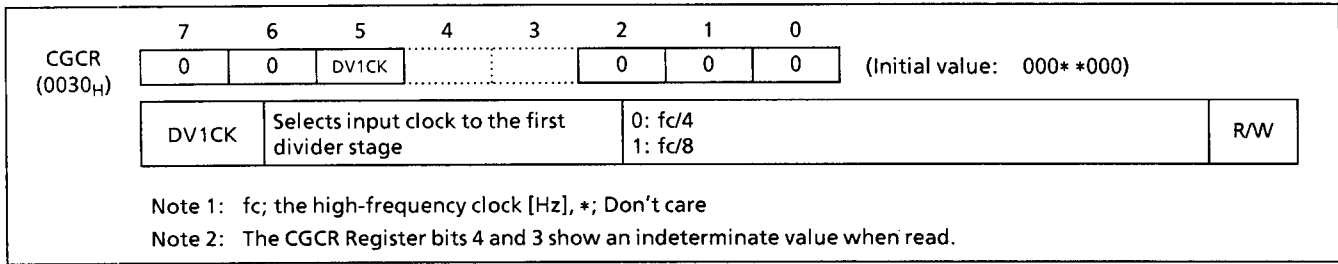 7 6 5 4 3 2 1 0
CGCR (0030H) 0 0 DV1CK 0 0 0 (Initial value: 000* *000)
DV1CK Selects input clock to the first divider stage 0: fc/4 1: fc/8 R/W
Note 1: fc; the high-frequency clock [Hz], *; Don't care
Note 2: The CGCR Register bits 4 and 3 show an indeterminate value when read.